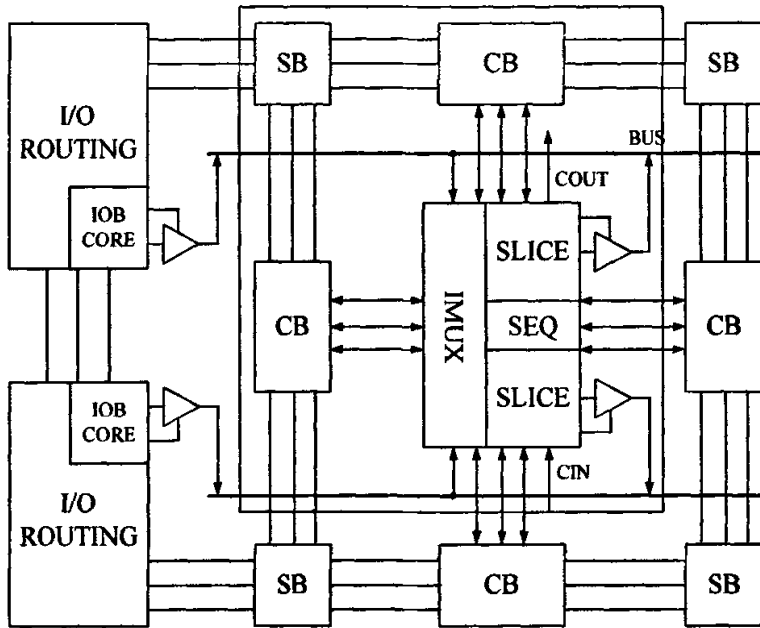 SB
CB
SB
I/O
ROUTING
BUS
COUT
IOB
CORE
SLICE
IMUX
CB
SEQ
CB
IOB
CORE
SLICE
CIN
I/O
ROUTING
SB
CB
SB